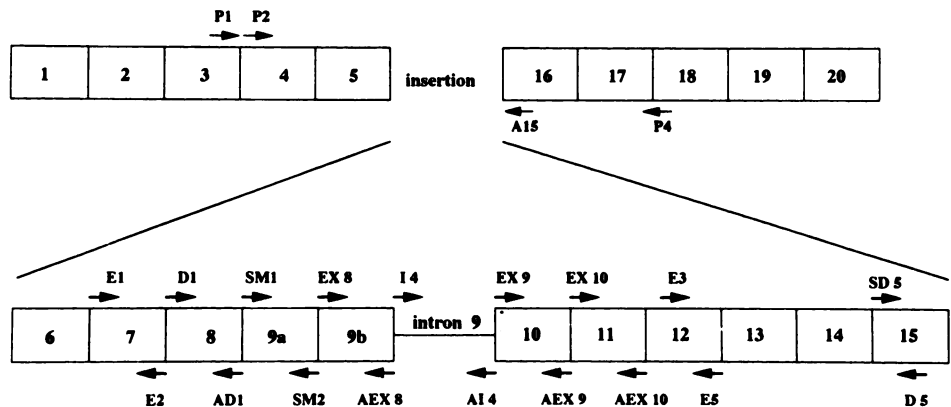 P1 P2
1 2 3 4 5 insertion 16 17 18 19 20
A15 P4
E1 D1 SM1 EX 8 I 4 EX 9 EX 10 E3 SD 5
6 7 8 9a 9b intron 9 10 11 12 13 14 15
E2 AD1 SM2 AEX 8 AI 4 AEX 9 AEX 10 E5 D 5